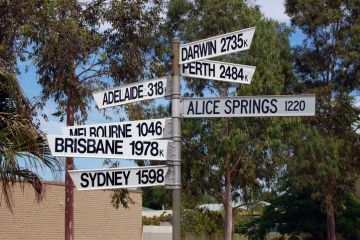 DARWIN 2735K
PERTH 2484K
ADELAIDE 318
ALICE SPRINGS 1220
MELBOURNE 1046
BRISBANE 1978K
SYDNEY 1598